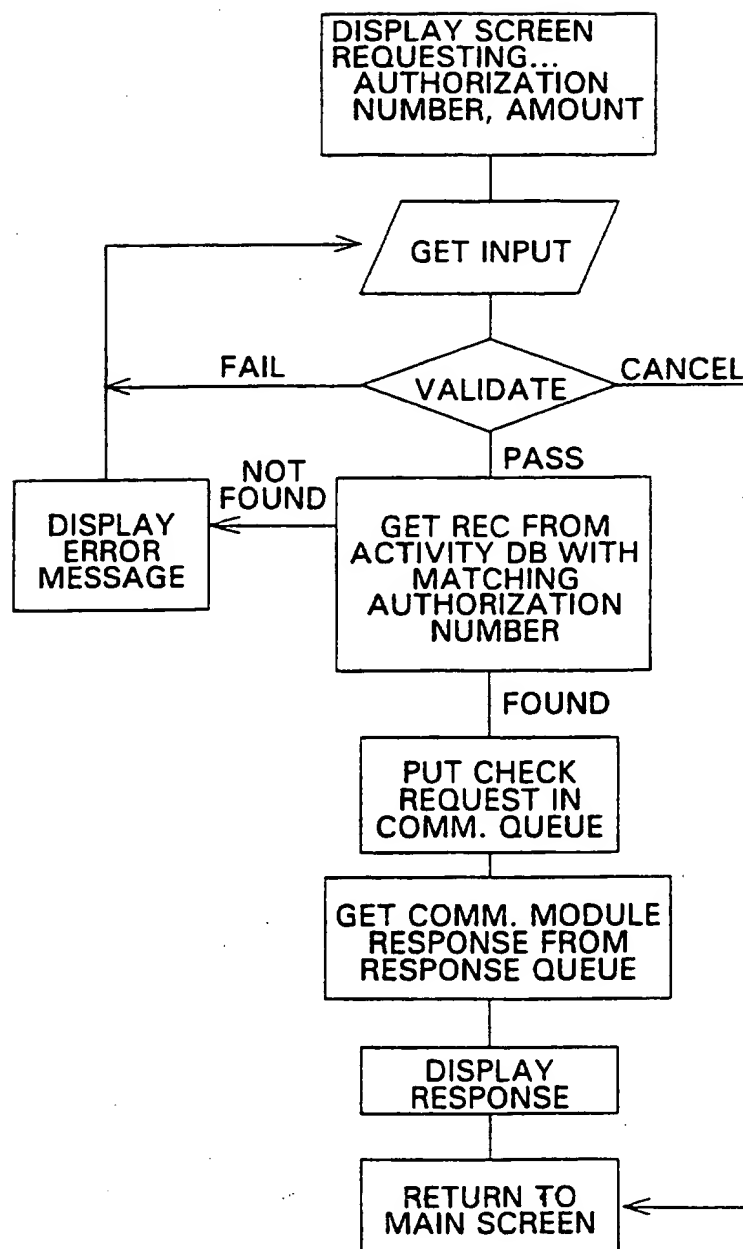 DISPLAY SCREEN
REQUESTING...
AUTHORIZATION
NUMBER, AMOUNT
GET INPUT
FAIL
VALIDATE
CANCEL
PASS
NOT
FOUND
DISPLAY
ERROR
MESSAGE
GET REC FROM
ACTIVITY DB WITH
MATCHING
AUTHORIZATION
NUMBER
FOUND
PUT CHECK
REQUEST IN
COMM. QUEUE
GET COMM. MODULE
RESPONSE FROM
RESPONSE QUEUE
DISPLAY
RESPONSE
RETURN TO
MAIN SCREEN